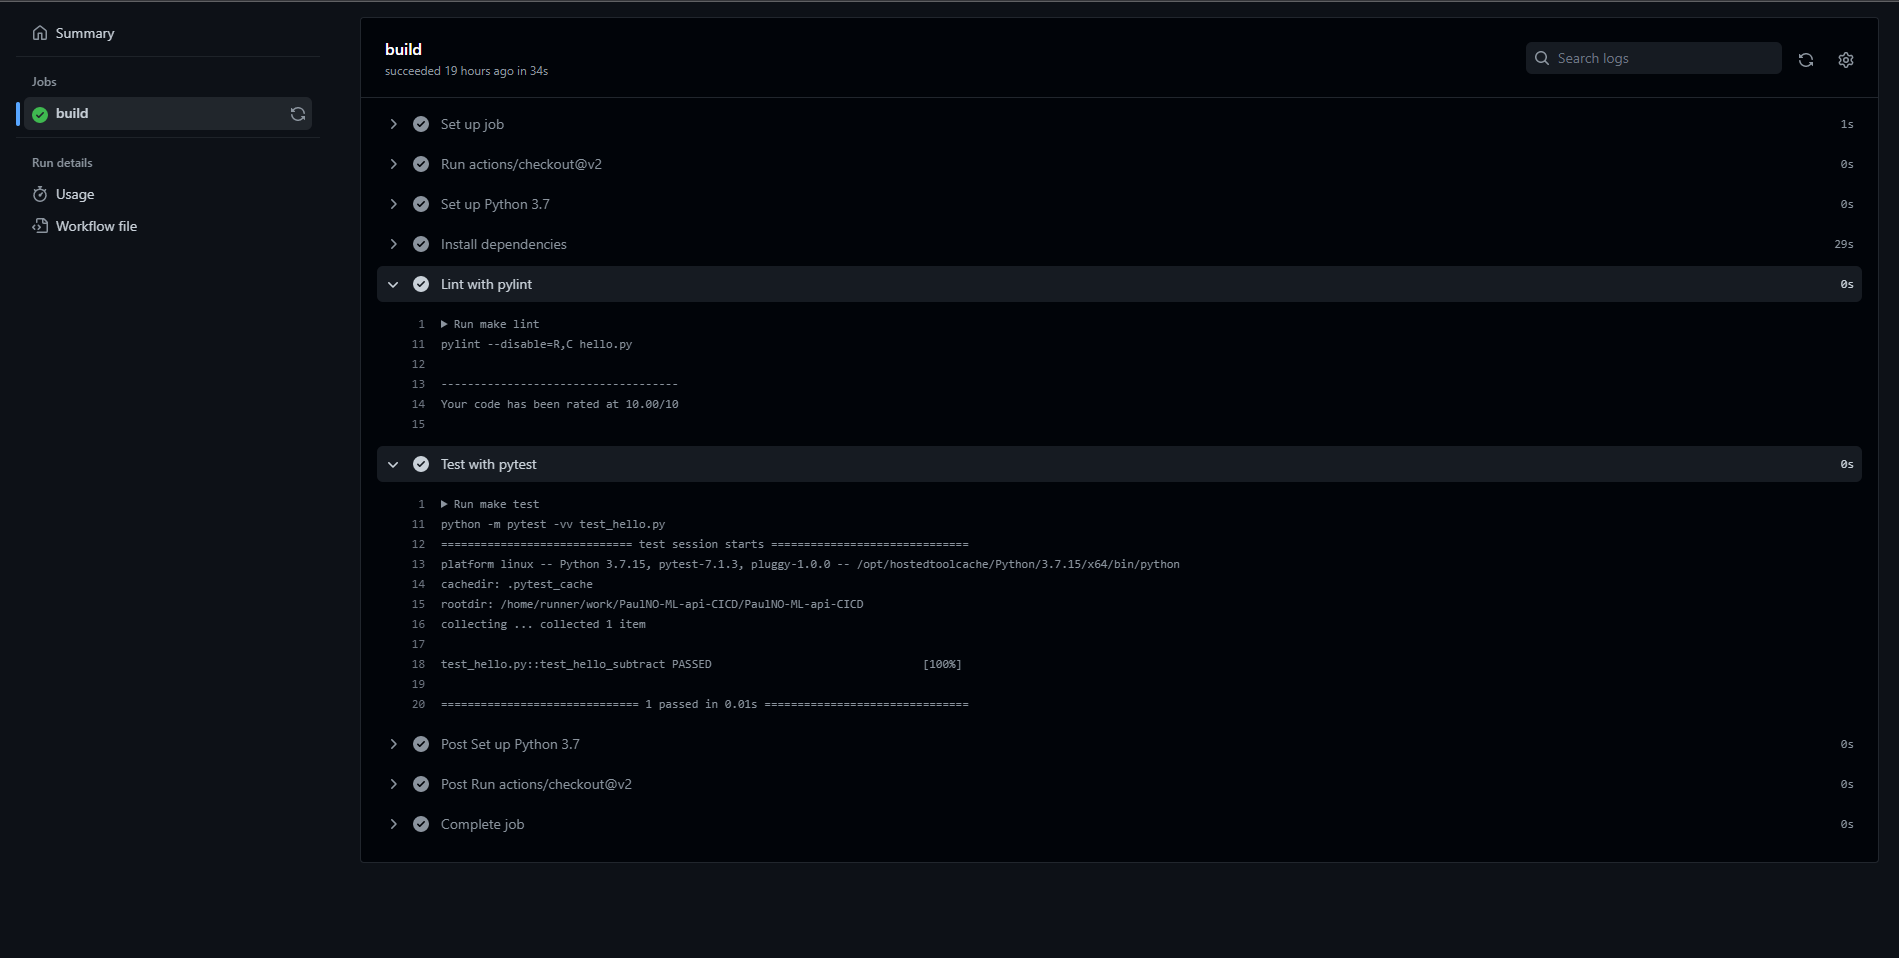 Summary
Jobs
build
Run details
Usage
Workflow file
build
succeeded 19 hours ago in 34s
Search logs
Set up job 1s
Run actions/checkout@v2 0s
Set up Python 3.7 0s
Install dependencies 29s
Lint with pylint 0s
1 Run make lint
11 pylint --disable=R,C hello.py
12
13 ------------------------------------
14 Your code has been rated at 10.00/10
15
Test with pytest 0s
1 Run make test
11 python -m pytest -vv test_hello.py
12 ============================= test session starts ==============================
13 platform linux -- Python 3.7.15, pytest-7.1.3, pluggy-1.0.0 -- /opt/hostedtoolcache/Python/3.7.15/x64/bin/python
14 cachedir: .pytest_cache
15 rootdir: /home/runner/work/PaulNO-ML-api-CICD/PaulNO-ML-api-CICD
16 collecting ... collected 1 item
17
18 test_hello.py::test_hello_subtract PASSED [100%]
19
20 ============================== 1 passed in 0.01s ===============================
Post Set up Python 3.7 0s
Post Run actions/checkout@v2 0s
Complete job 0s